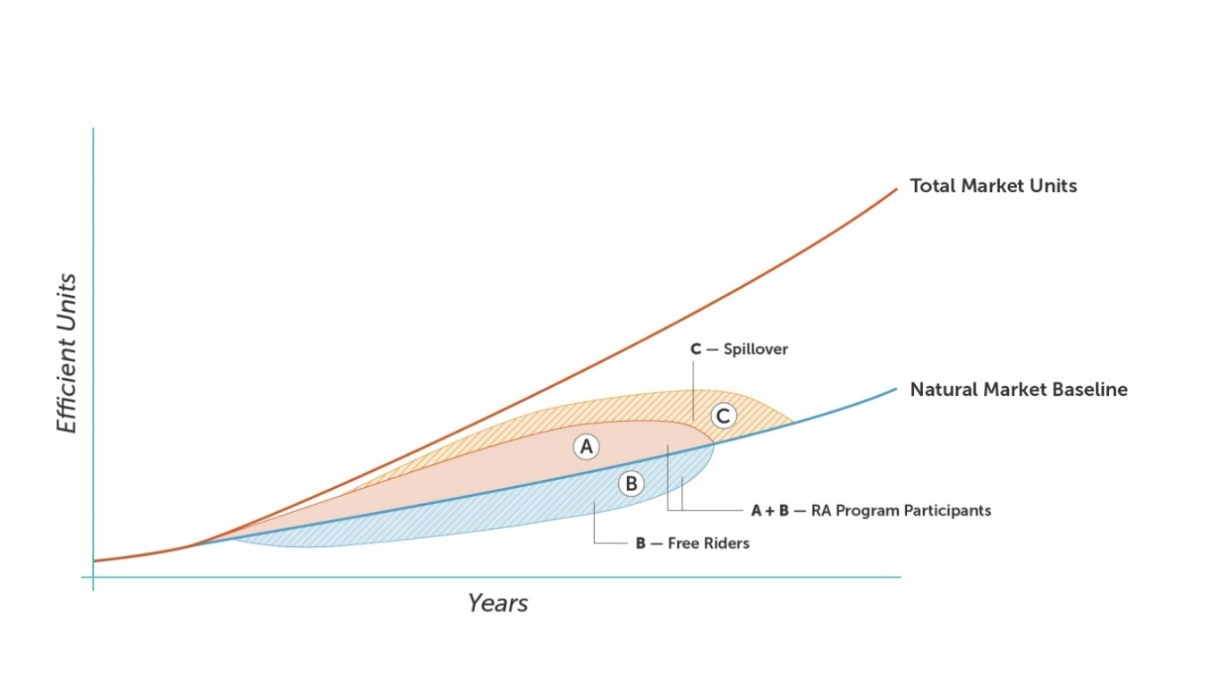 Total Market Units
C — Spillover
Natural Market Baseline
C
A
B
A + B — RA Program Participants
B — Free Riders
Efficient Units
Years